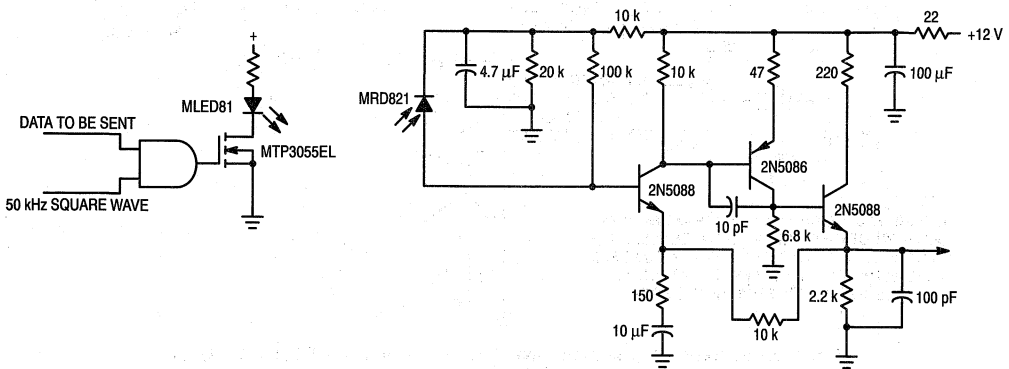 +
MLED81
DATA TO BE SENT
MTP3055EL
50 kHz SQUARE WAVE
10 k
22
+12 V
4.7 µF
20 k
100 k
10 k
47
220
100 µF
MRD821
2N5086
2N5088
2N5088
10 pF
6.8 k
150
2.2 k
100 pF
10 µF
10 k